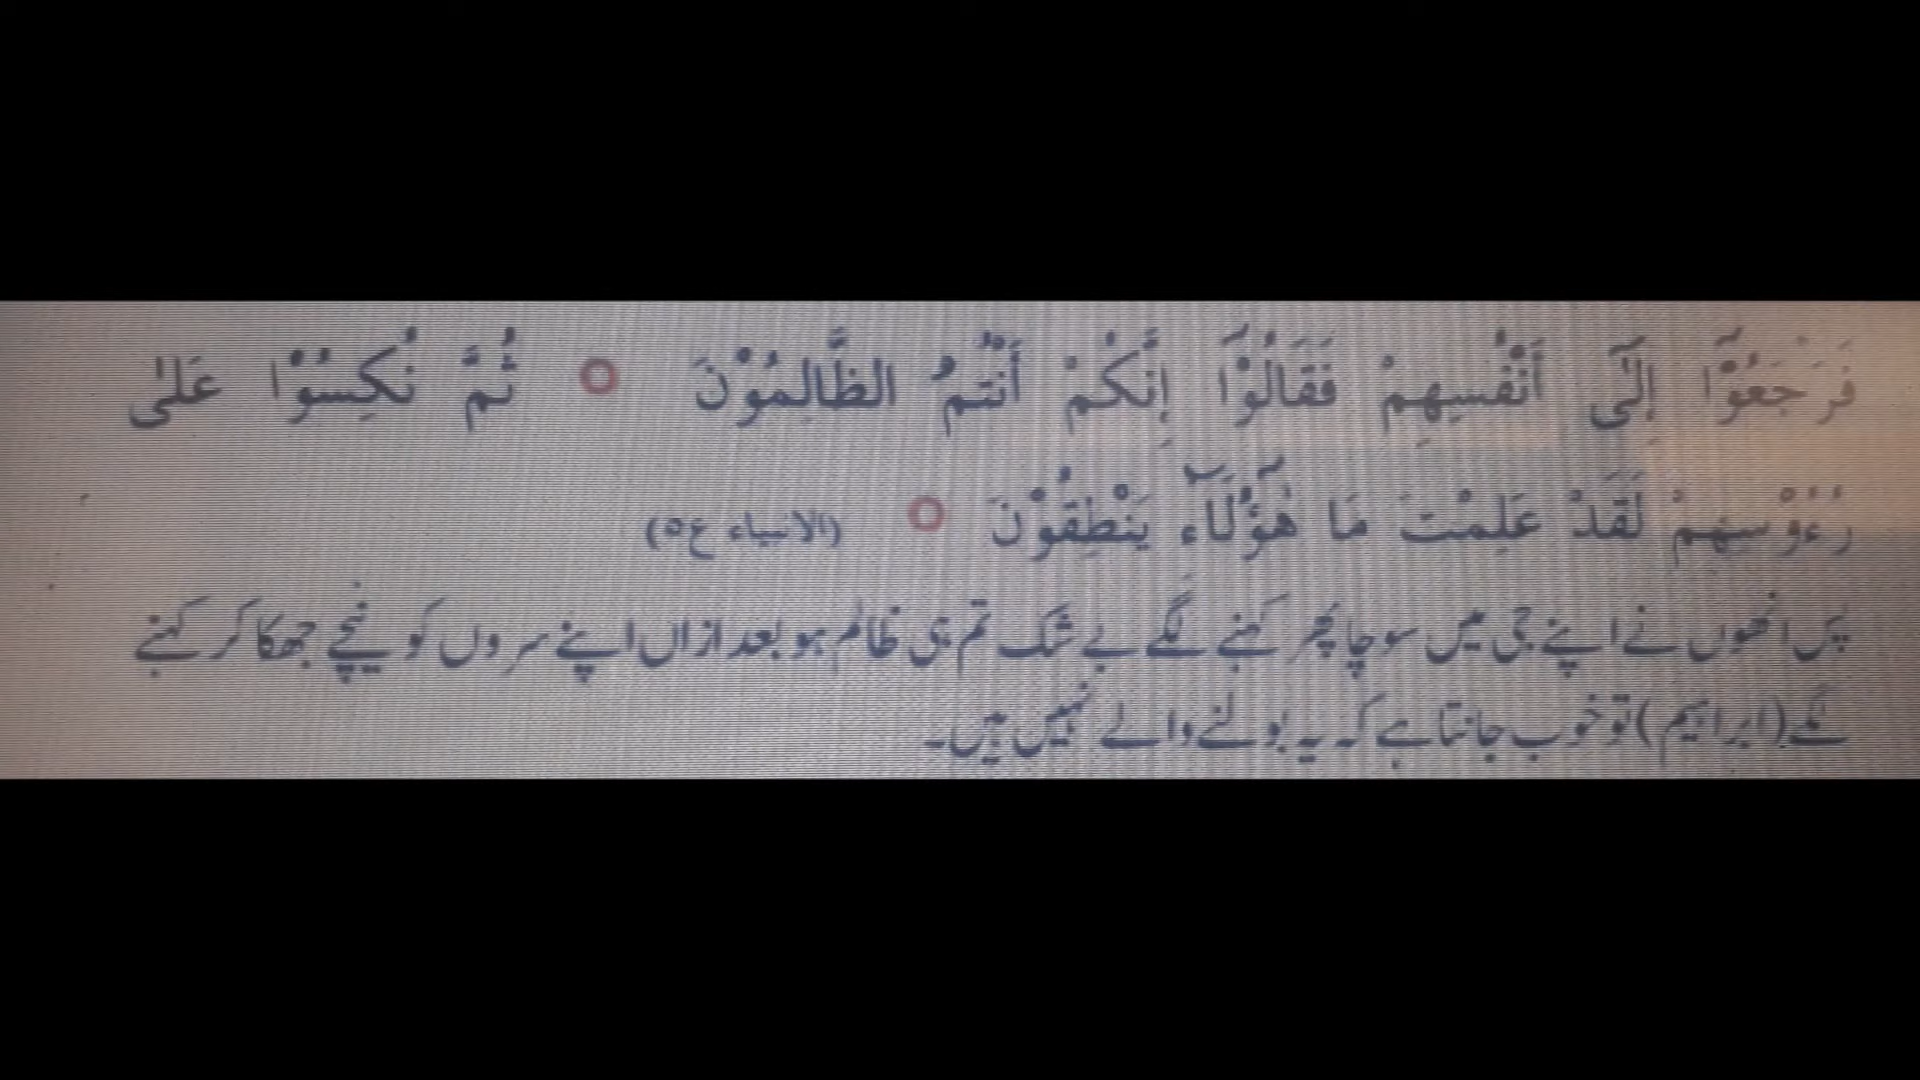 فَرَجَعُوْٓا اِلٰٓی اَنْفُسِهِمْ فَقَالُوْٓا اِنَّكُمْ اَنْتُمُ الظَّالِمُوْنَ ○ ثُمَّ نُكِسُوْا عَلٰی
رُءُوْسِهِمْ لَقَدْ عَلِمْتَ مَا هٰٓؤُلَآءِ يَنْطِقُوْنَ ○ (الانبیاء ع۵)
پس انھوں نے اپنے جی میں سوچا پھر کہنے لگے بے شک تم ہی ظالم ہو بعد ازاں اپنے سروں کو نیچے جھکا کر کہنے
لگے (ابراہیم) تو خوب جانتا ہے کہ یہ بولنے والے نہیں ہیں۔